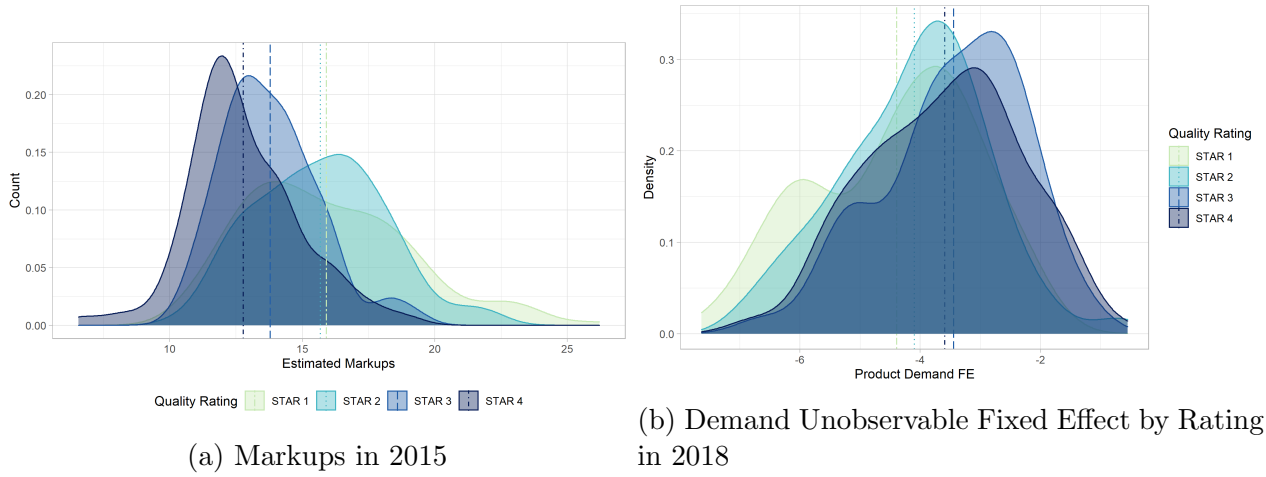 Count
0.20
0.15
0.10
0.05
0.00
10 15 20 25
Estimated Markups
Quality Rating STAR 1 STAR 2 STAR 3 STAR 4
(a) Markups in 2015
Density
0.3
0.2
0.1
0.0
-6 -4 -2
Product Demand FE
Quality Rating
STAR 1
STAR 2
STAR 3
STAR 4
(b) Demand Unobservable Fixed Effect by Rating
in 2018